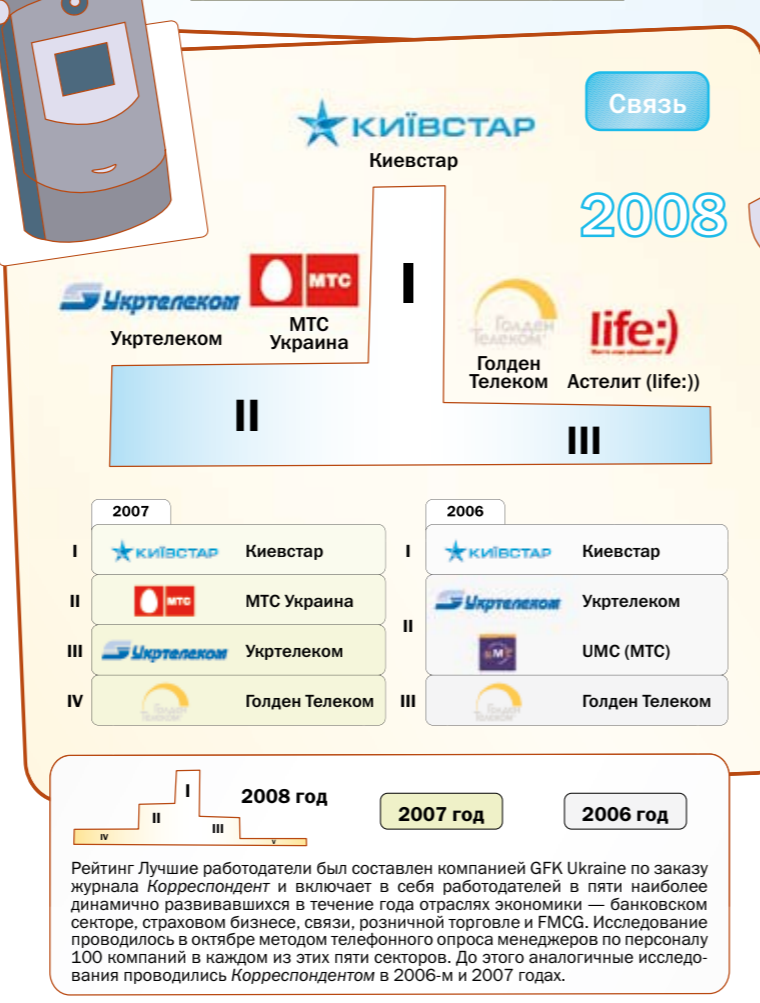 Связь
КИЇВСТАР
Киевстар
2008
I
Укртелеком
МТС
Голден
Телеком
life:)
Укртелеком
МТС
Украина
Голден
Телеком
Астелит (life:))
II
III
2007
I КИЇВСТАР Киевстар
II МТС МТС Украина
III Укртелеком Укртелеком
IV Голден Телеком Голден Телеком
2006
I КИЇВСТАР Киевстар
II Укртелеком Укртелеком
UMC (МТС)
III Голден Телеком Голден Телеком
I
II
III
IV
V
2008 год
2007 год
2006 год
Рейтинг Лучшие работодатели был составлен компанией GFK Ukraine по заказу
журнала Корреспондент и включает в себя работодателей в пяти наиболее
динамично развивавшихся в течение года отраслях экономики — банковском
секторе, страховом бизнесе, связи, розничной торговле и FMCG. Исследование
проводилось в октябре методом телефонного опроса менеджеров по персоналу
100 компаний в каждом из этих пяти секторов. До этого аналогичные исследо-
вания проводились Корреспондентом в 2006-м и 2007 годах.